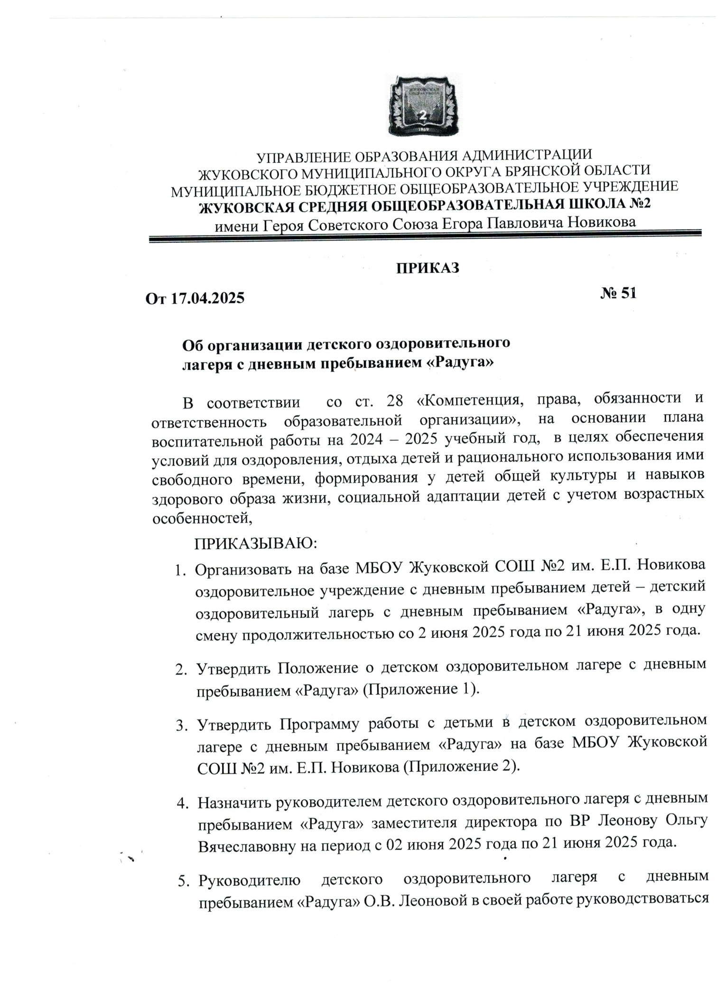 2
1969
УПРАВЛЕНИЕ ОБРАЗОВАНИЯ АДМИНИСТРАЦИИ
ЖУКОВСКОГО МУНИЦИПАЛЬНОГО ОКРУГА БРЯНСКОЙ ОБЛАСТИ
МУНИЦИПАЛЬНОЕ БЮДЖЕТНОЕ ОБЩЕОБРАЗОВАТЕЛЬНОЕ УЧРЕЖДЕНИЕ
ЖУКОВСКАЯ СРЕДНЯЯ ОБЩЕОБРАЗОВАТЕЛЬНАЯ ШКОЛА №2
имени Героя Советского Союза Егора Павловича Новикова
ПРИКАЗ
От 17.04.2025 № 51
Об организации детского оздоровительного
лагеря с дневным пребыванием «Радуга»
В соответствии со ст. 28 «Компетенция, права, обязанности и
ответственность образовательной организации», на основании плана
воспитательной работы на 2024 – 2025 учебный год, в целях обеспечения
условий для оздоровления, отдыха детей и рационального использования ими
свободного времени, формирования у детей общей культуры и навыков
здорового образа жизни, социальной адаптации детей с учетом возрастных
особенностей,
ПРИКАЗЫВАЮ:
1. Организовать на базе МБОУ Жуковской СОШ №2 им. Е.П. Новикова
оздоровительное учреждение с дневным пребыванием детей – детский
оздоровительный лагерь с дневным пребыванием «Радуга», в одну
смену продолжительностью со 2 июня 2025 года по 21 июня 2025 года.
2. Утвердить Положение о детском оздоровительном лагере с дневным
пребыванием «Радуга» (Приложение 1).
3. Утвердить Программу работы с детьми в детском оздоровительном
лагере с дневным пребыванием «Радуга» на базе МБОУ Жуковской
СОШ №2 им. Е.П. Новикова (Приложение 2).
4. Назначить руководителем детского оздоровительного лагеря с дневным
пребыванием «Радуга» заместителя директора по ВР Леонову Ольгу
Вячеславовну на период с 02 июня 2025 года по 21 июня 2025 года.
5. Руководителю детского оздоровительного лагеря с дневным
пребыванием «Радуга» О.В. Леоновой в своей работе руководствоваться